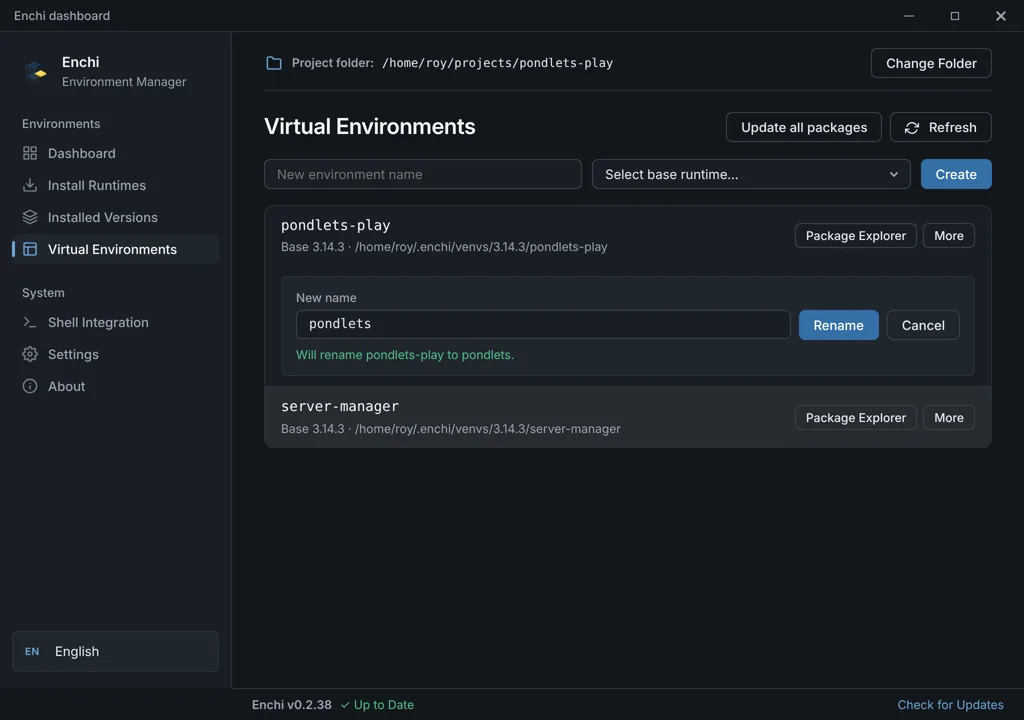 Enchi dashboard
Enchi
Environment Manager
Environments
Dashboard
Install Runtimes
Installed Versions
Virtual Environments
System
Shell Integration
Settings
About
EN English
Project folder: /home/roy/projects/pondlets-play
Change Folder
Virtual Environments
Update all packages
Refresh
New environment name
Select base runtime...
Create
pondlets-play
Base 3.14.3 · /home/roy/.enchi/venvs/3.14.3/pondlets-play
Package Explorer
More
New name
pondlets
Rename
Cancel
Will rename pondlets-play to pondlets.
server-manager
Base 3.14.3 · /home/roy/.enchi/venvs/3.14.3/server-manager
Package Explorer
More
Enchi v0.2.38 ✓ Up to Date
Check for Updates